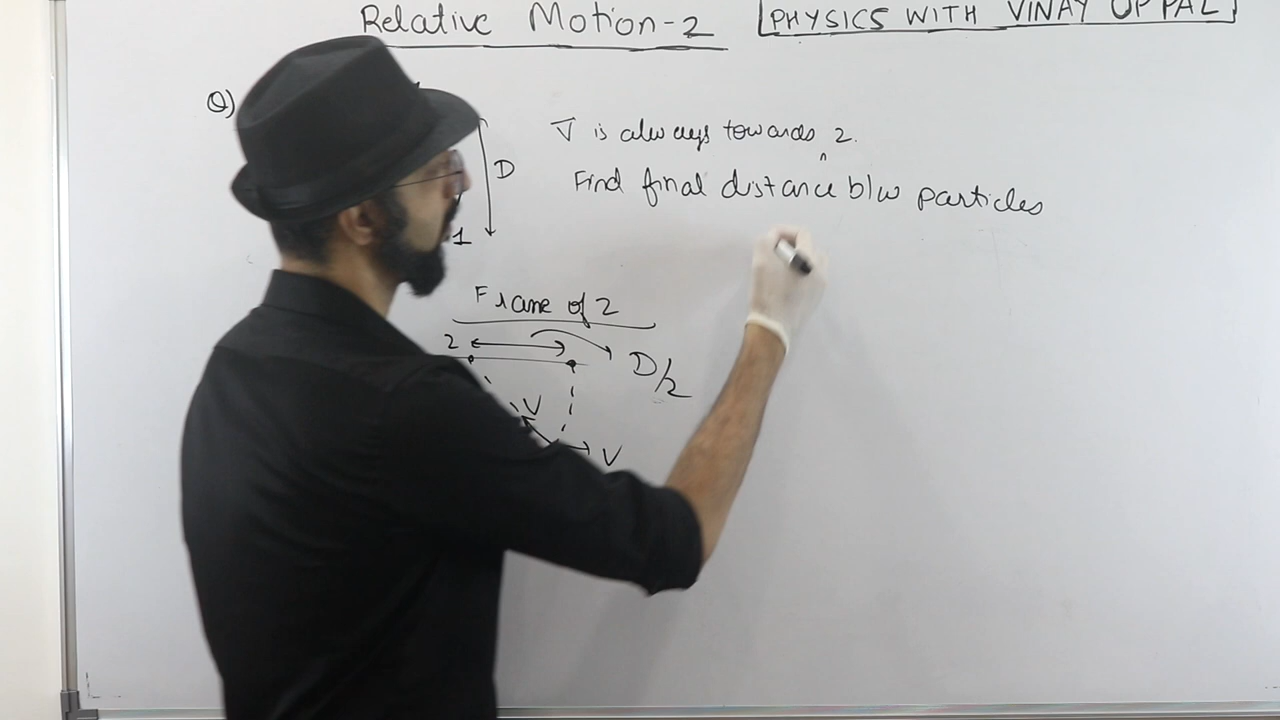 Relative Motion-2
PHYSICS WITH VINAY UPPAL
Q)
D
1
V is always towards 2.
Find final distance b/w particles
Frame of 2
2
D/2
V
V